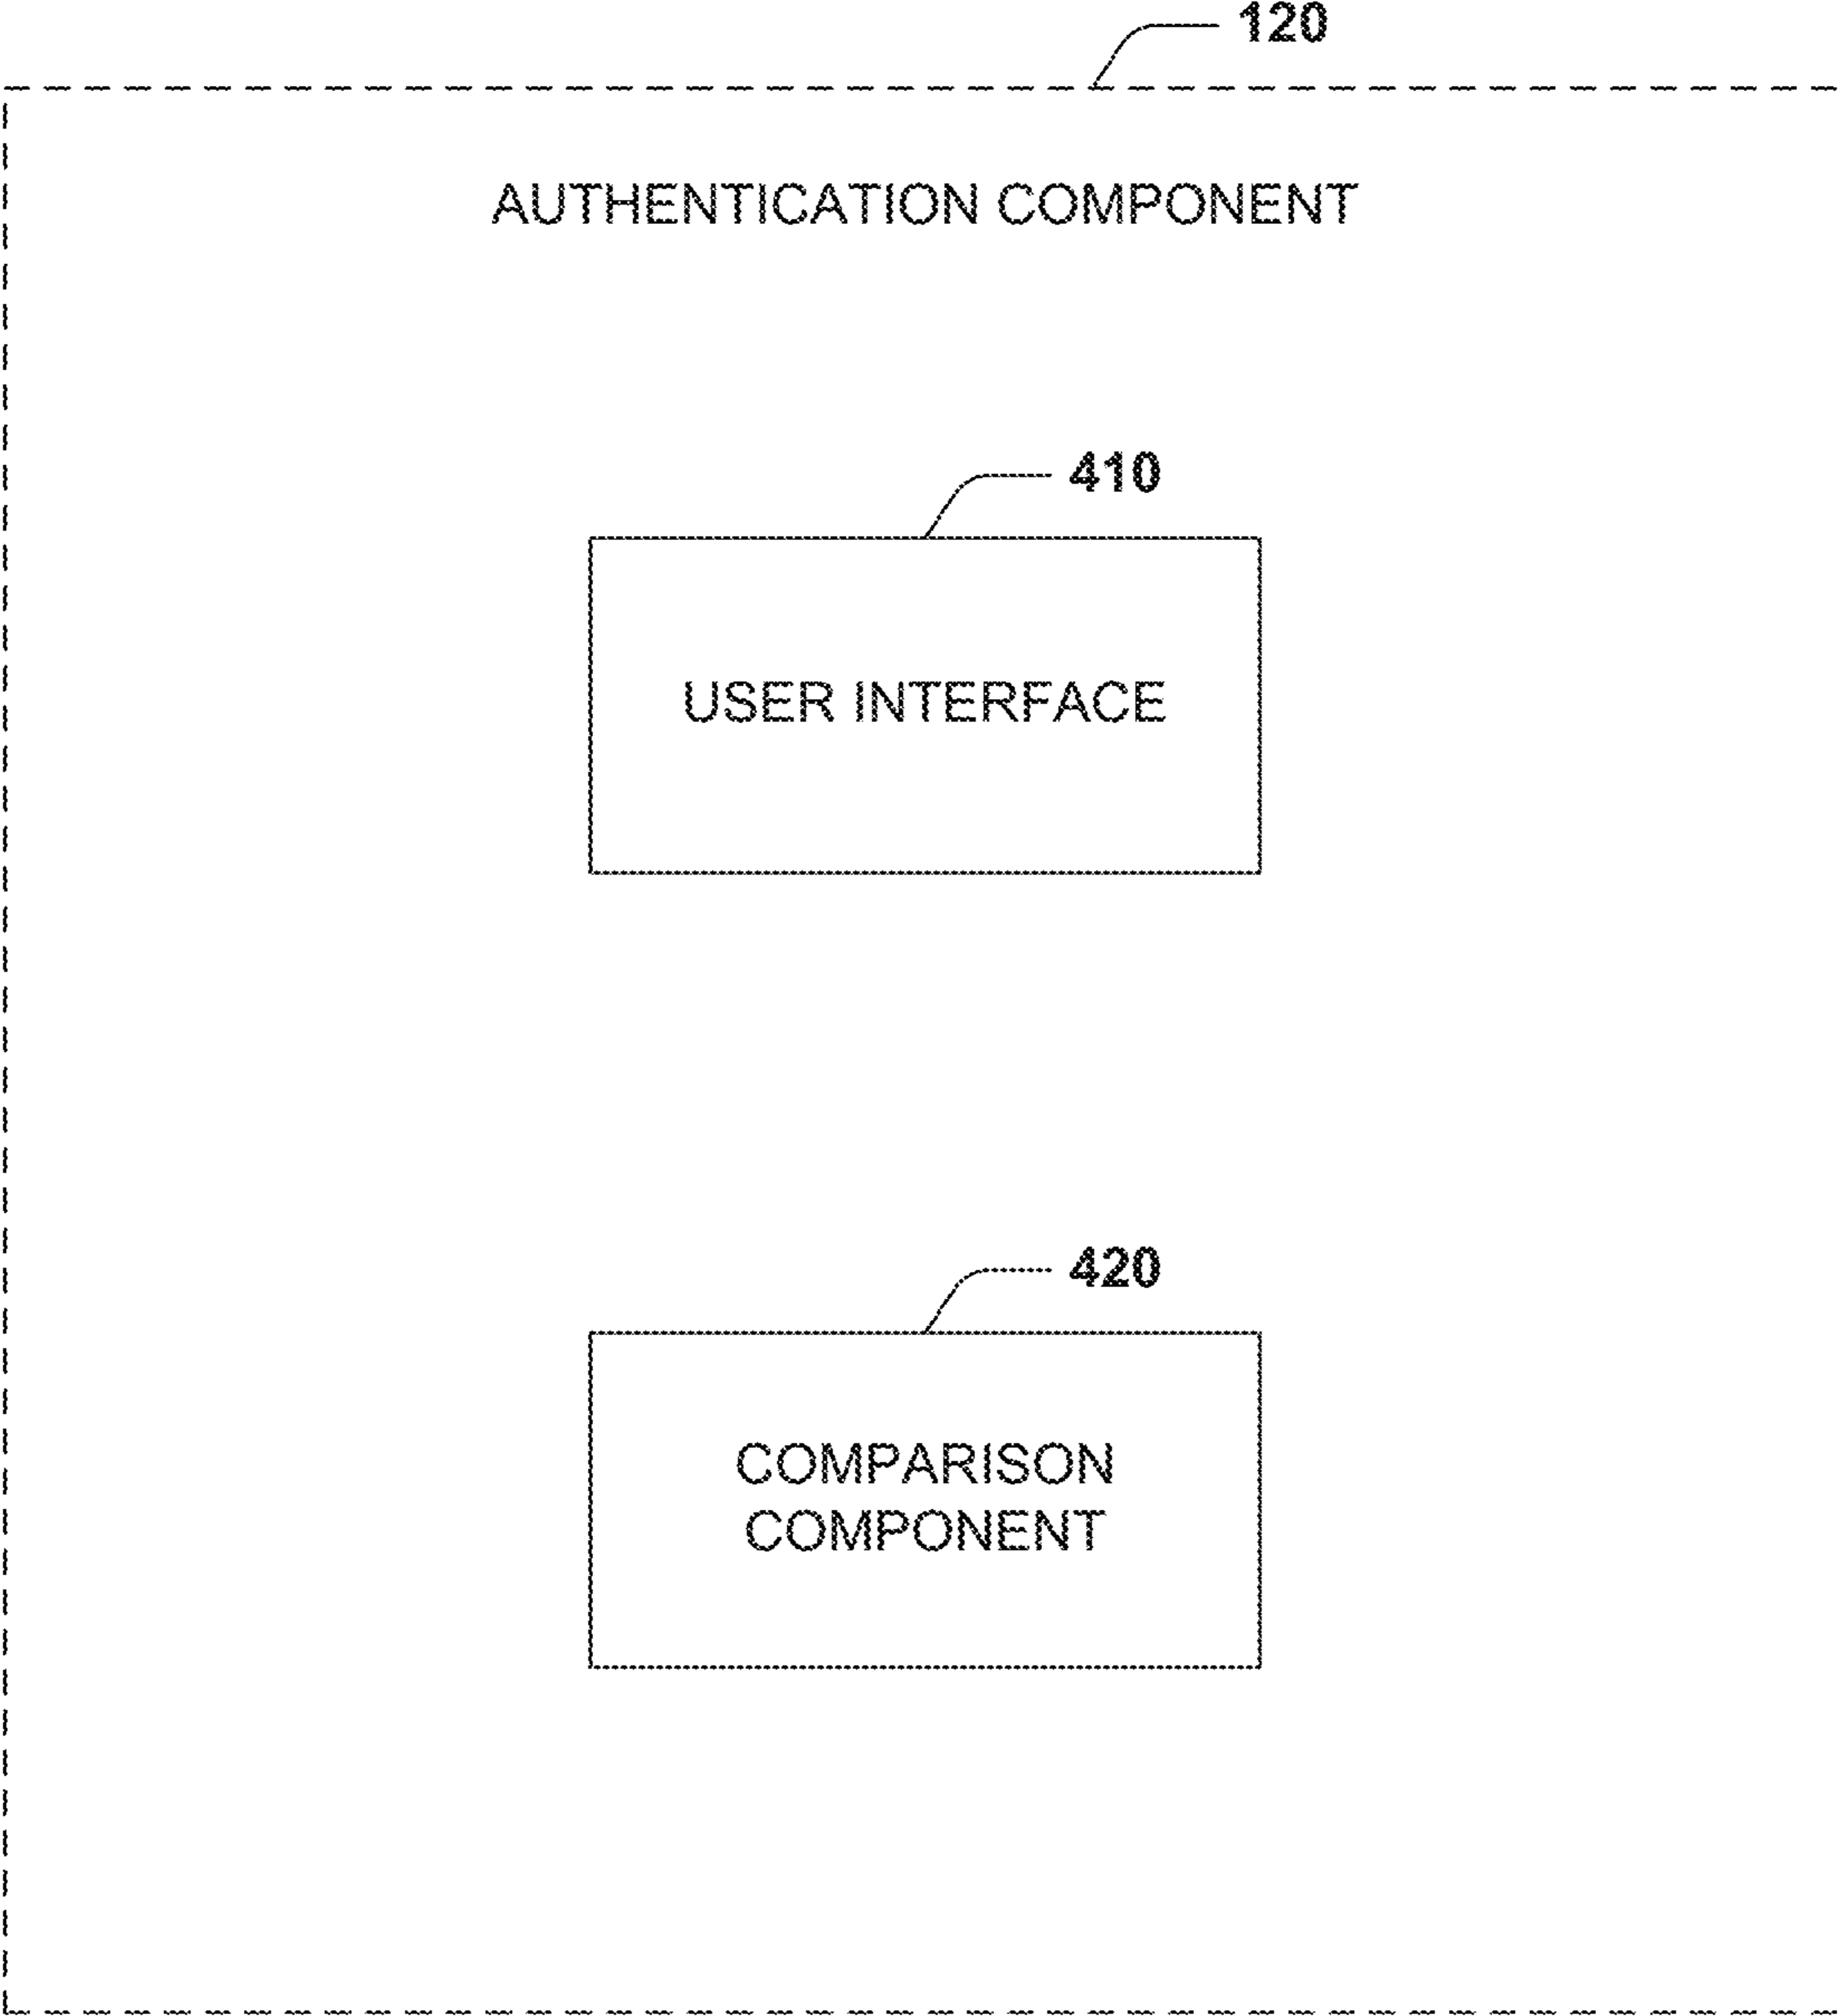 120
AUTHENTICATION COMPONENT
410
USER INTERFACE
420
COMPARISON
COMPONENT